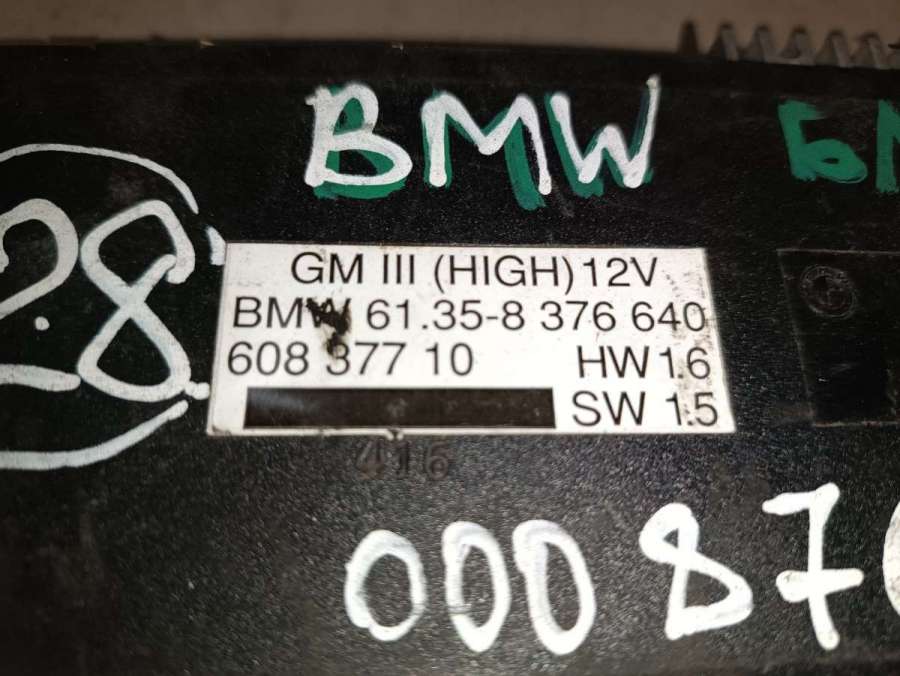 BMW
28
GM III (HIGH) 12V
BMW 61.35-8 376 640
608 377 10 HW 1.6
SW 1.5
416
000 87